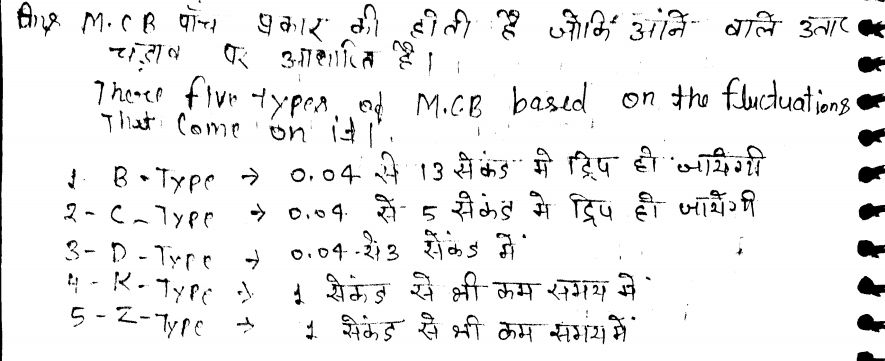 M.C.B पाँच प्रकार की होती है जोकि आने वाले उतार
चढ़ाव पर आधारित है।
There five types of M.C.B based on the fluctuations
That Come on it।
1. B-Type → 0.04 से 13 सेकंड मे ट्रिप हो जायेगी
2 - C-Type → 0.04 से 5 सेकंड मे ट्रिप हो जायेगी
3 - D-Type → 0.04 से 3 सेकंड में
4 - K-Type → 1 सेकंड से भी कम समय में
5 - Z-Type → 1 सेकंड से भी कम समय में